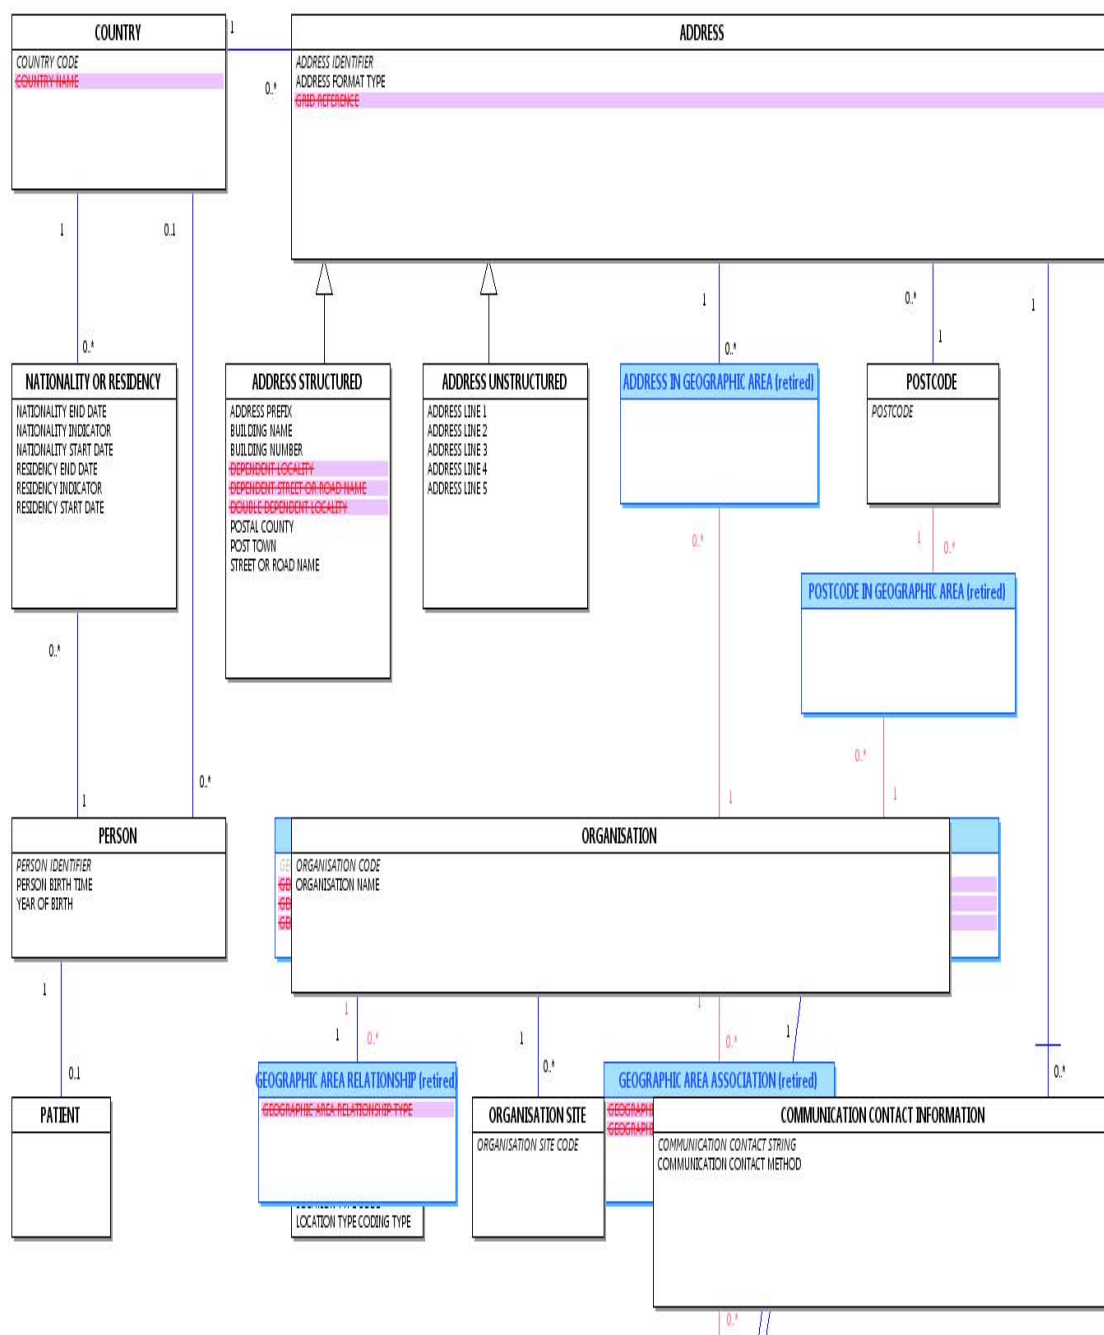 COUNTRY
COUNTRY CODE
COUNTRY NAME
1
0..*
ADDRESS
ADDRESS IDENTIFIER
ADDRESS FORMAT TYPE
GRID REFERENCE
1
0..1
0..*
1
0..*
0..*
1
1
NATIONALITY OR RESIDENCY
NATIONALITY END DATE
NATIONALITY INDICATOR
NATIONALITY START DATE
RESIDENCY END DATE
RESIDENCY INDICATOR
RESIDENCY START DATE
ADDRESS STRUCTURED
ADDRESS PREFIX
BUILDING NAME
BUILDING NUMBER
DEPENDENT LOCALITY
DEPENDENT STREET OR ROAD NAME
DOUBLE DEPENDENT LOCALITY
POSTAL COUNTY
POST TOWN
STREET OR ROAD NAME
ADDRESS UNSTRUCTURED
ADDRESS LINE 1
ADDRESS LINE 2
ADDRESS LINE 3
ADDRESS LINE 4
ADDRESS LINE 5
ADDRESS IN GEOGRAPHIC AREA (retired)
POSTCODE
POSTCODE
0..*
1
0..*
POSTCODE IN GEOGRAPHIC AREA (retired)
0..*
0..*
1
0..*
1
1
PERSON
PERSON IDENTIFIER
PERSON BIRTH TIME
YEAR OF BIRTH
ORGANISATION
ORGANISATION CODE
ORGANISATION NAME
1
0..1
1
1
0..*
1
0..*
1
0..*
1
0..*
PATIENT
GEOGRAPHIC AREA RELATIONSHIP (retired)
GEOGRAPHIC AREA RELATIONSHIP TYPE
LOCATION TYPE CODING TYPE
ORGANISATION SITE
ORGANISATION SITE CODE
GEOGRAPHIC AREA ASSOCIATION (retired)
COMMUNICATION CONTACT INFORMATION
COMMUNICATION CONTACT STRING
COMMUNICATION CONTACT METHOD
0..*